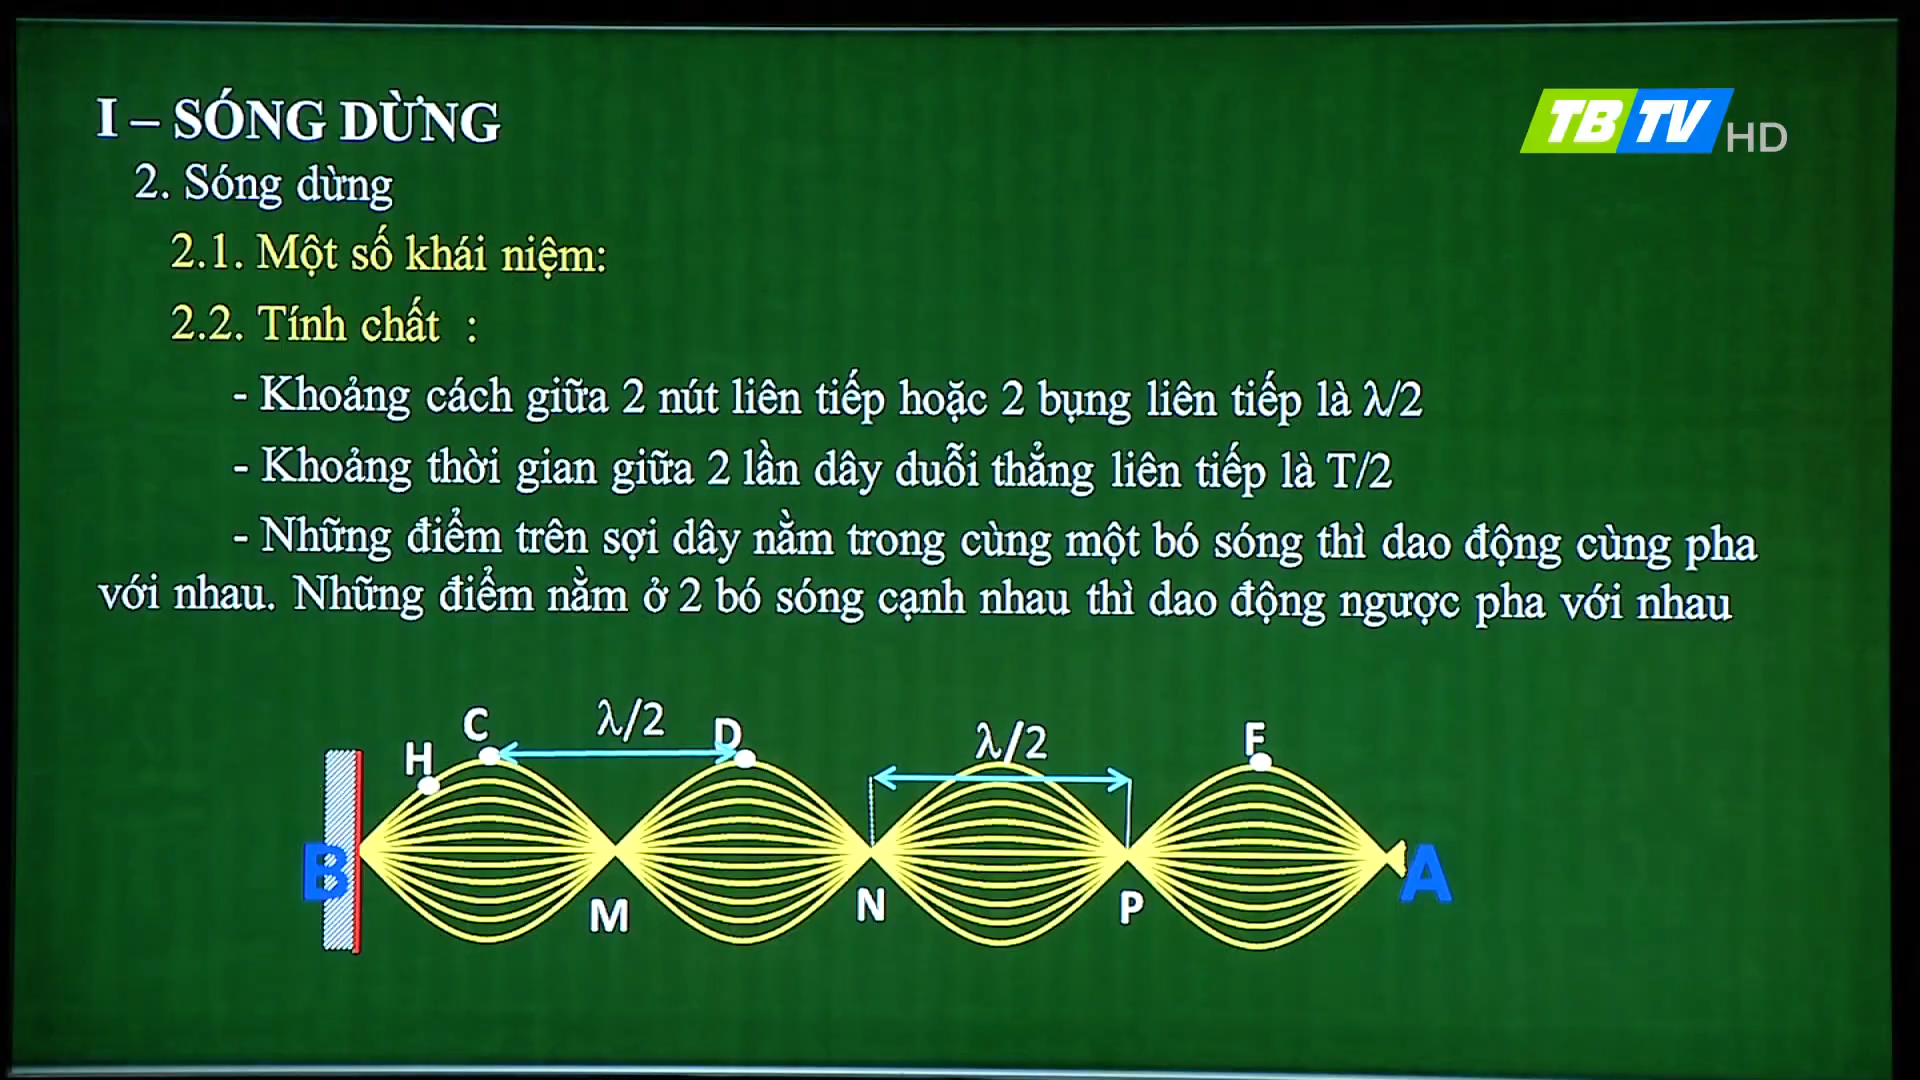 I – SÓNG DỪNG
TBTV HD
2. Sóng dừng
2.1. Một số khái niệm:
2.2. Tính chất :
- Khoảng cách giữa 2 nút liên tiếp hoặc 2 bụng liên tiếp là λ/2
- Khoảng thời gian giữa 2 lần dây duỗi thẳng liên tiếp là T/2
- Những điểm trên sợi dây nằm trong cùng một bó sóng thì dao động cùng pha
với nhau. Những điểm nằm ở 2 bó sóng cạnh nhau thì dao động ngược pha với nhau
C λ/2 D λ/2 F
H
B A
M N P